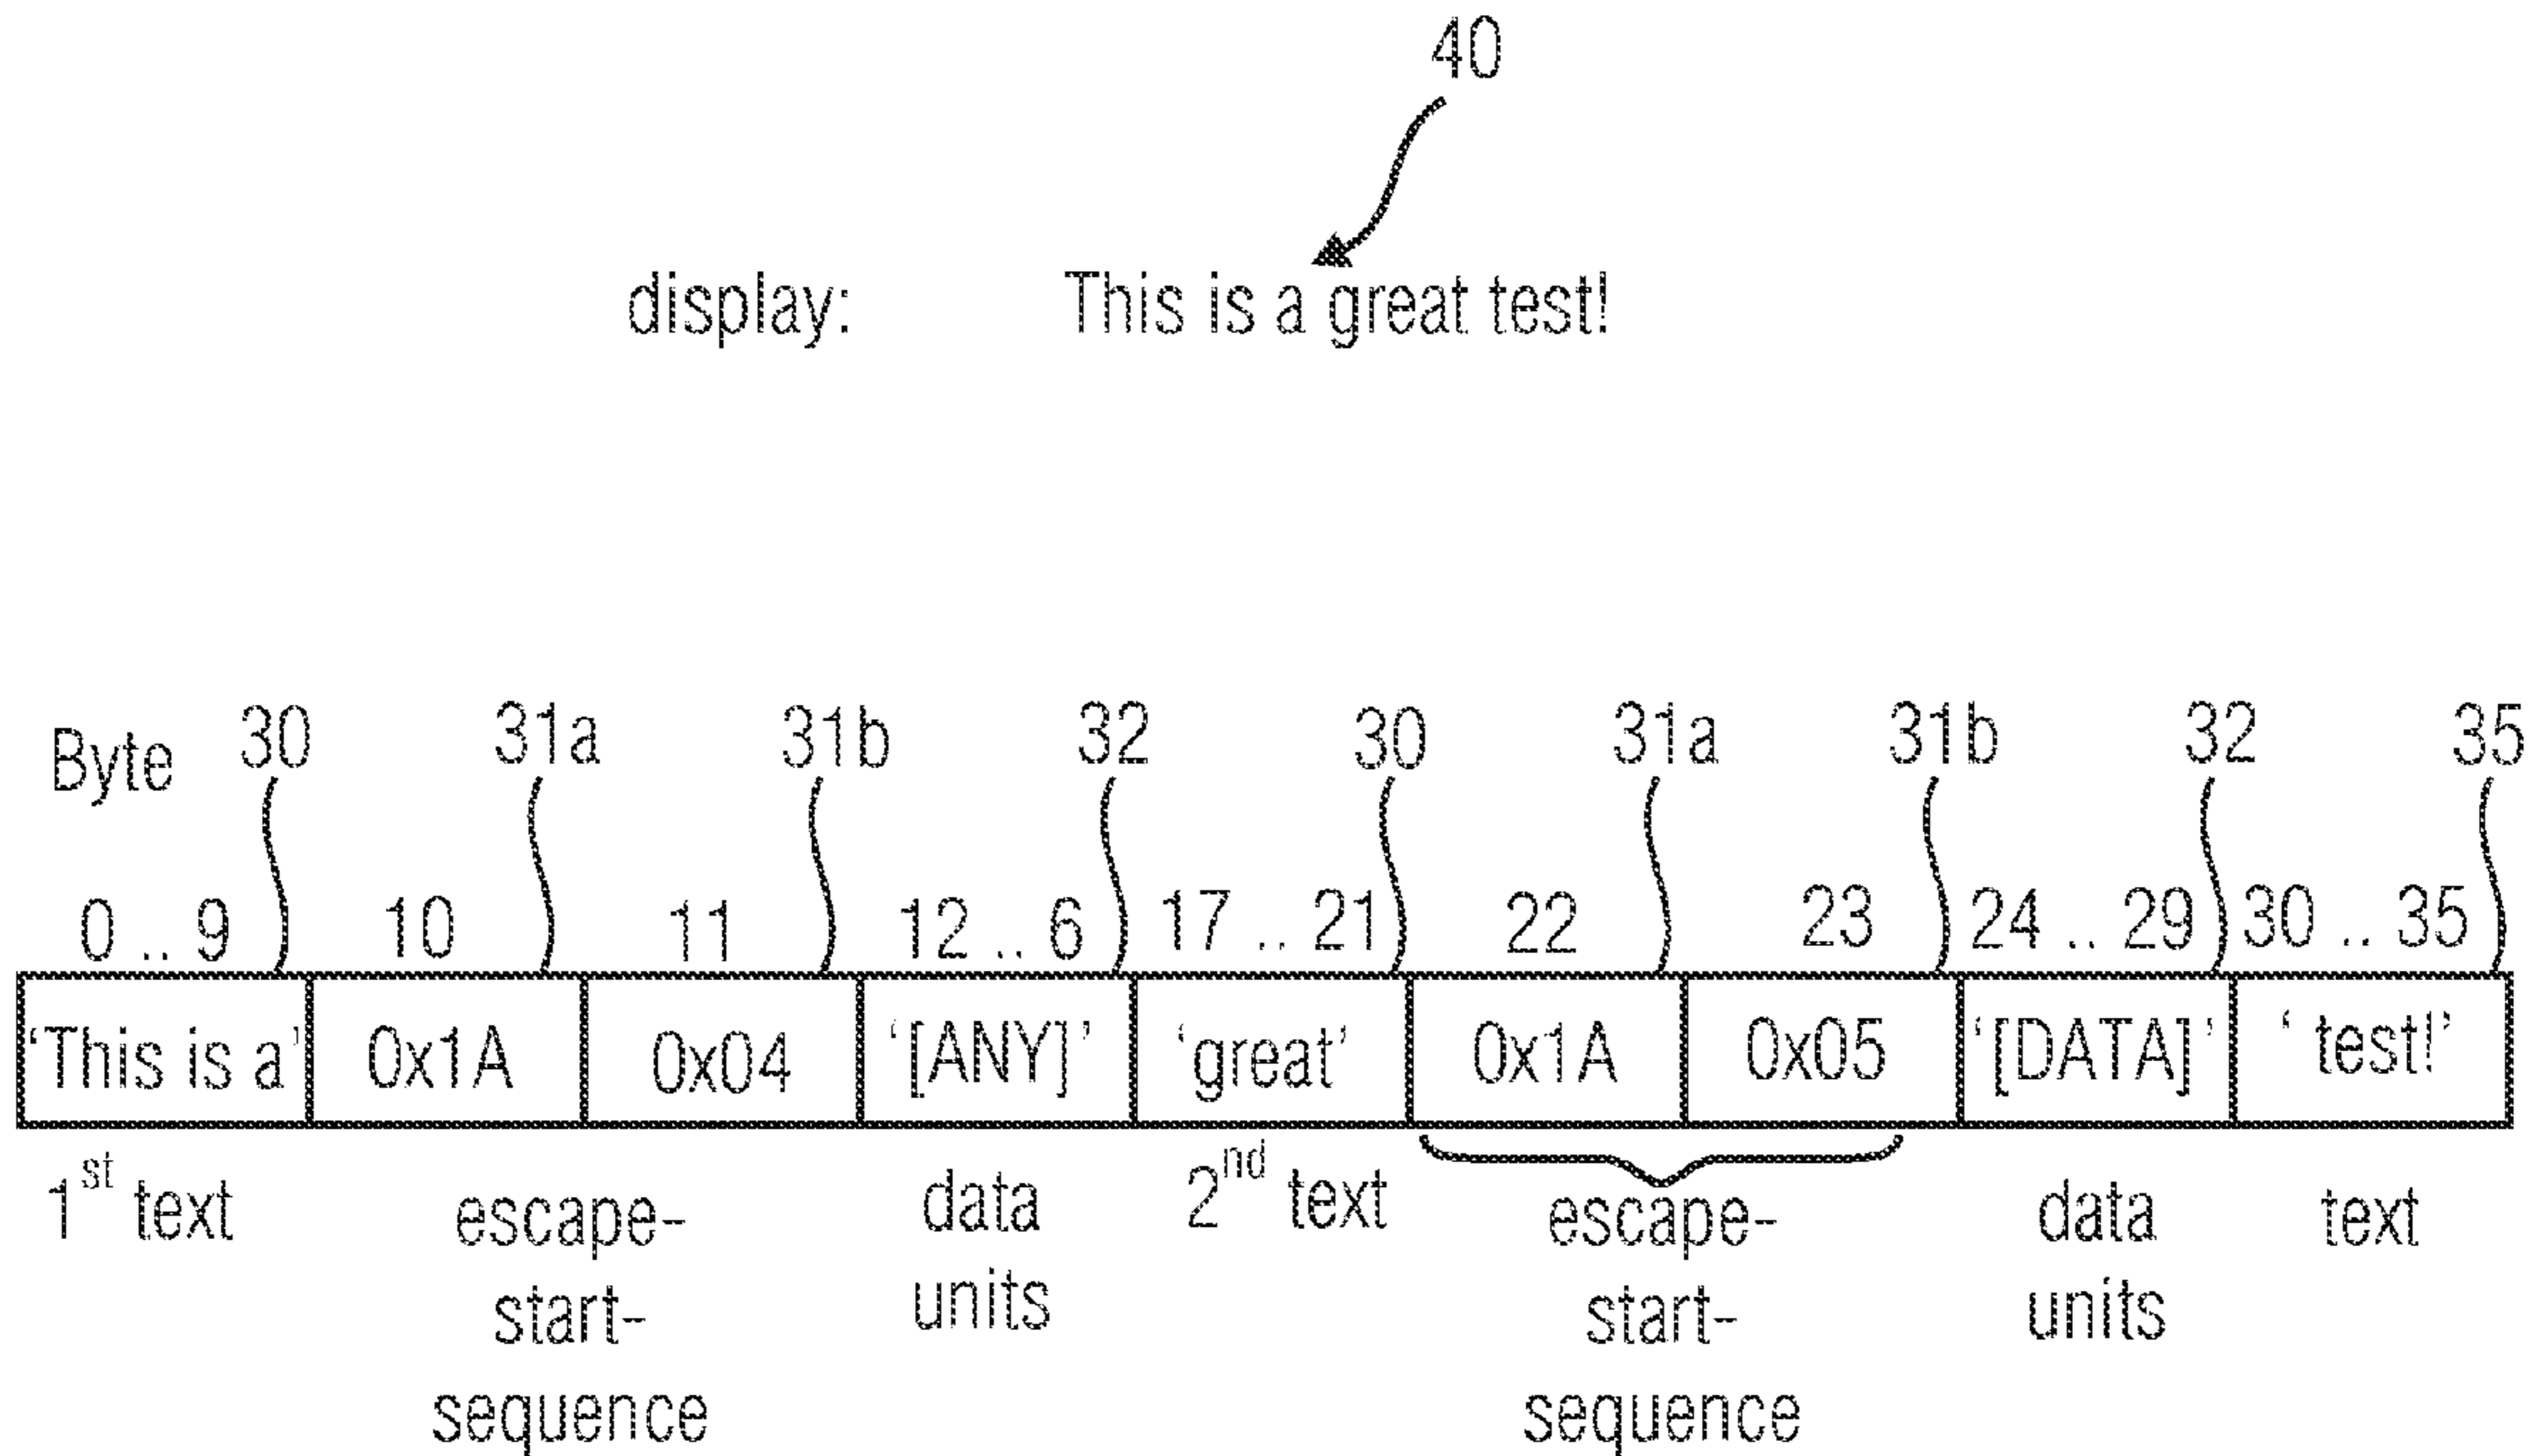 40
display: This is a great test!
Byte 30 31a 31b 32 30 31a 31b 32 35
0 .. 9 10 11 12 .. 6 17 .. 21 22 23 24 .. 29 30 .. 35
‘This is a’ 0x1A 0x04 ‘[ANY]’ ‘great’ 0x1A 0x05 ‘[DATA]’ ‘ test!’
1st text escape- data 2nd text escape- data text
start- units start- units
sequence sequence